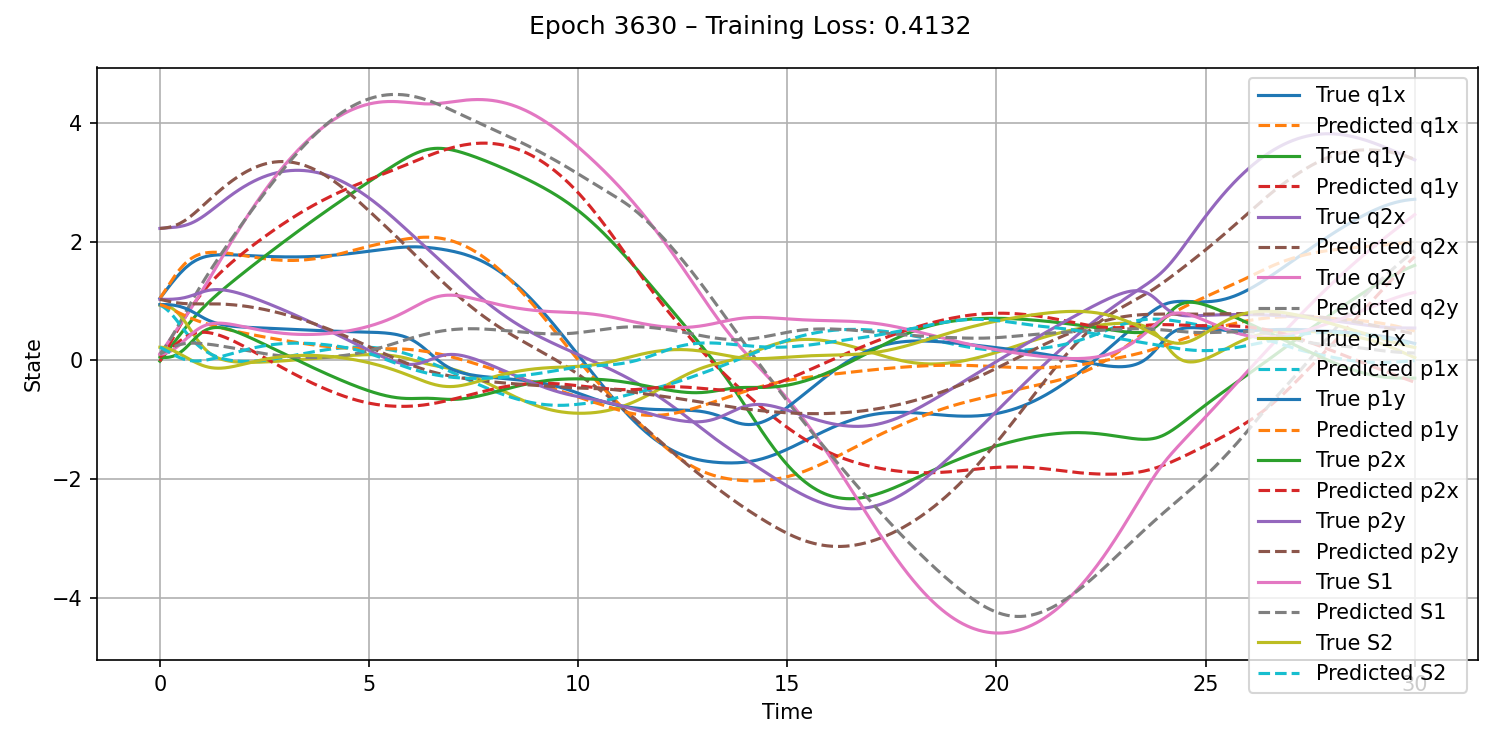 Epoch 3630 – Training Loss: 0.4132
State
4
2
0
−2
−4
True q1x
Predicted q1x
True q1y
Predicted q1y
True q2x
Predicted q2x
True q2y
Predicted q2y
True p1x
Predicted p1x
True p1y
Predicted p1y
True p2x
Predicted p2x
True p2y
Predicted p2y
True S1
Predicted S1
True S2
Predicted S2
0 5 10 15 20 25 30
Time